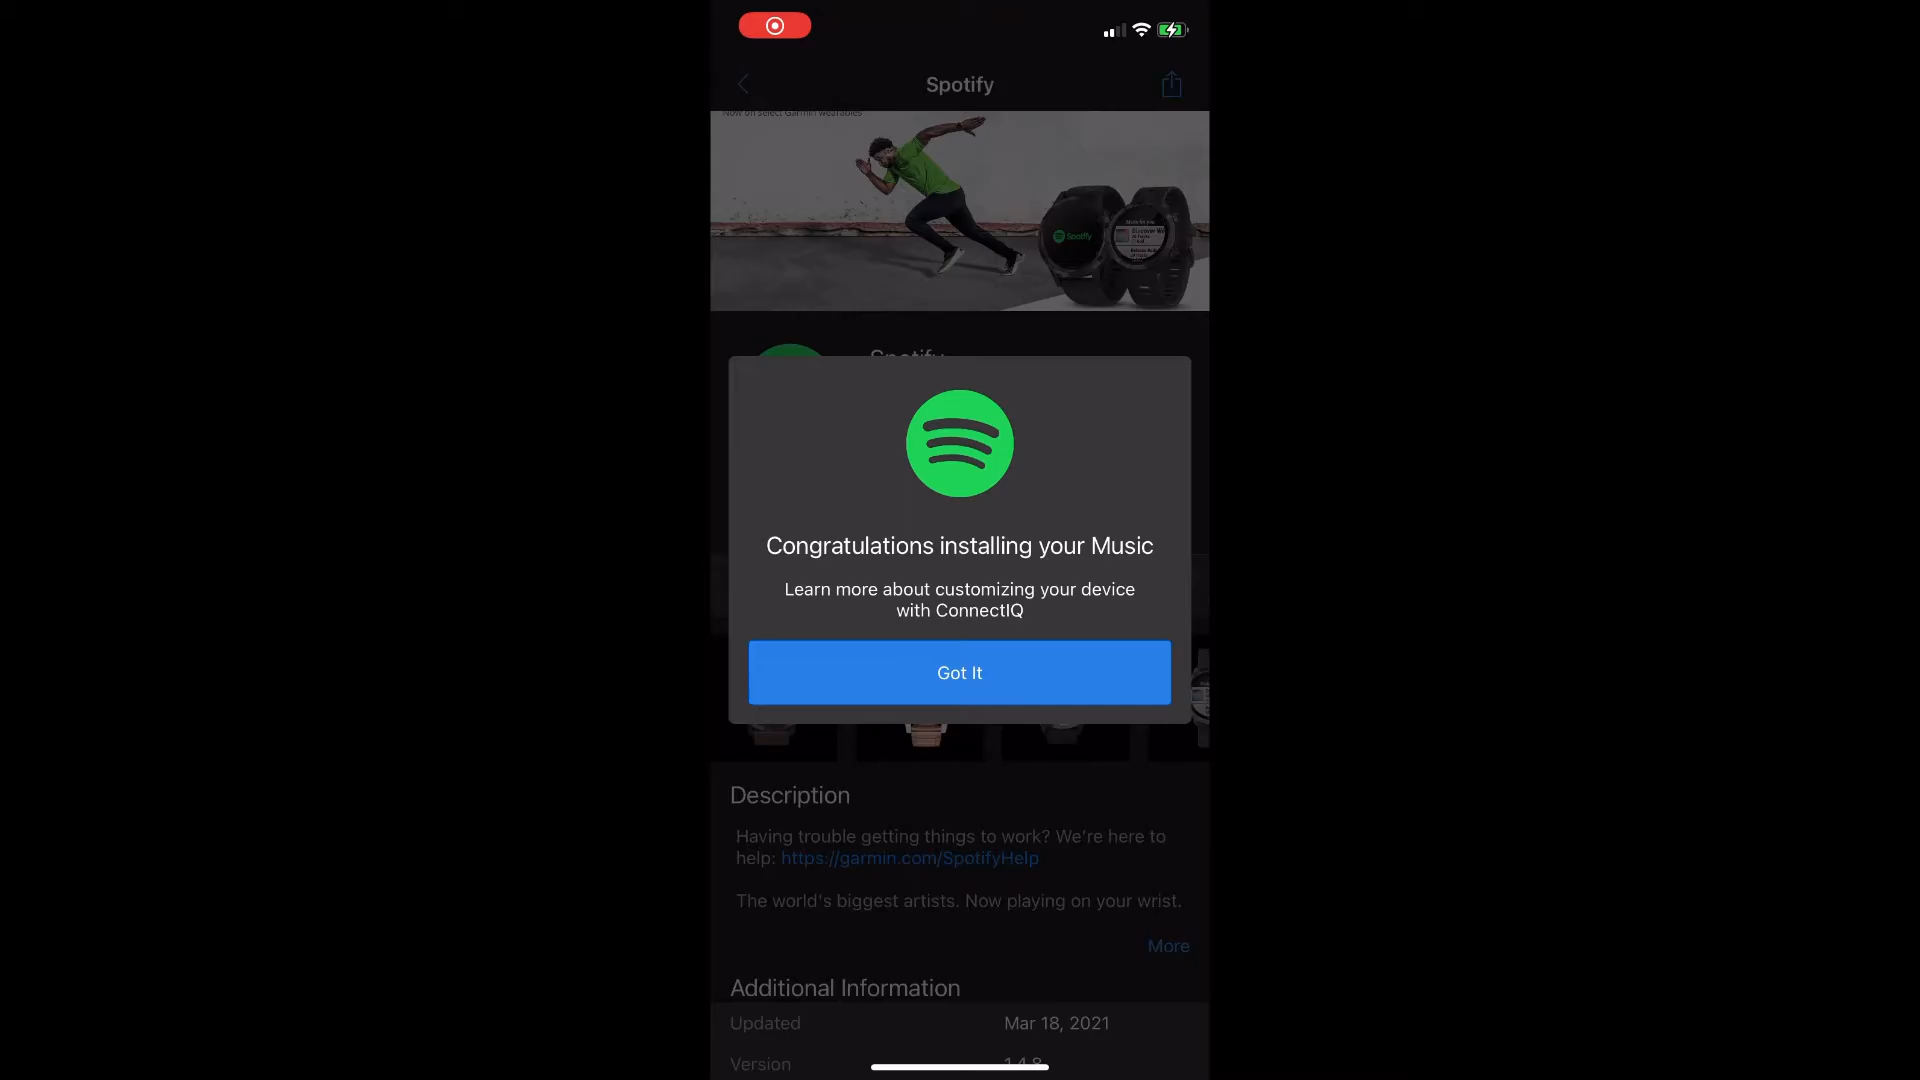 Spotify
Now on select Garmin wearables
Spotify
Spotify
Congratulations installing your Music
Learn more about customizing your device
with ConnectIQ
Got It
Description
Having trouble getting things to work? We're here to
help: https://garmin.com/SpotifyHelp
The world's biggest artists. Now playing on your wrist.
More
Additional Information
Updated
Mar 18, 2021
Version
1.4.8